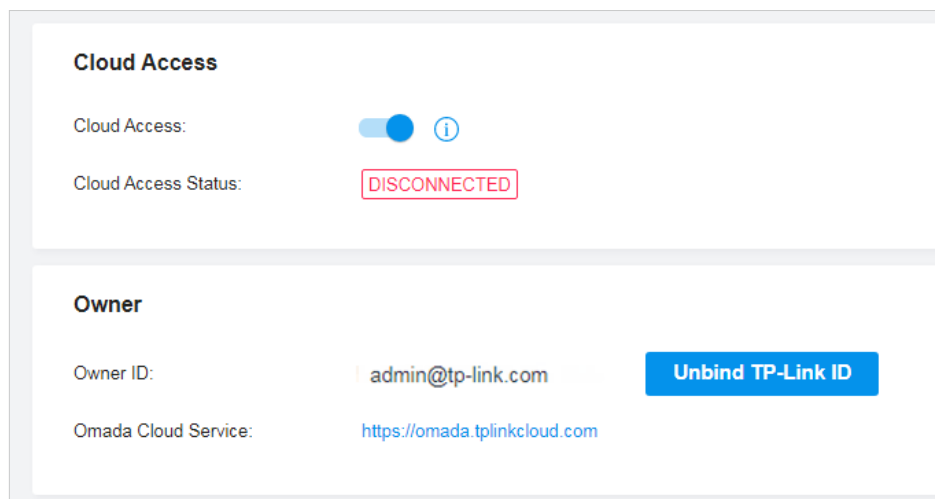 Cloud Access
Cloud Access:
Cloud Access Status: DISCONNECTED
Owner
Owner ID: admin@tp-link.com Unbind TP-Link ID
Omada Cloud Service: https://omada.tplinkcloud.com